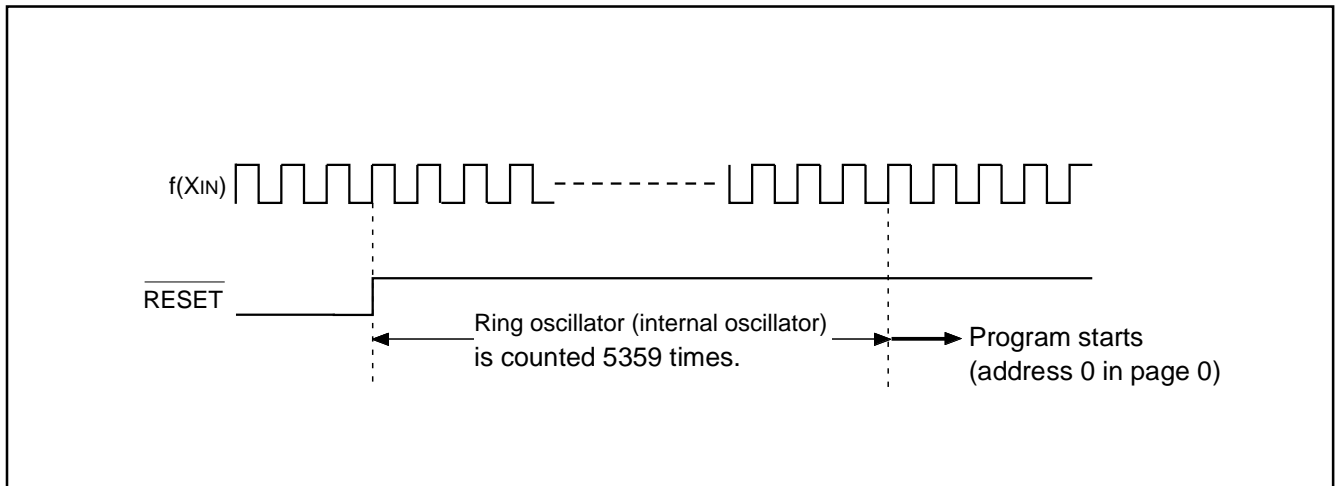 f(XIN)
RESET
Ring oscillator (internal oscillator)
is counted 5359 times.
Program starts
(address 0 in page 0)